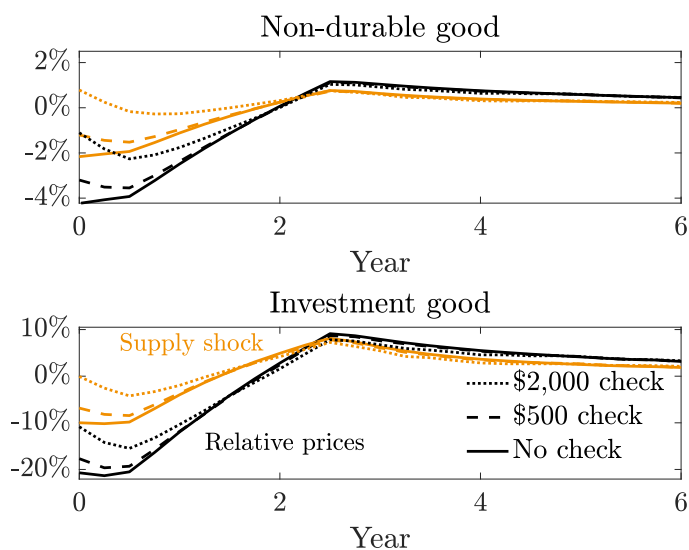 Non-durable good
2%
0%
-2%
-4%
0 2 4 6
Year
Investment good
10%
0%
-10%
-20%
Supply shock
Relative prices
$2,000 check
$500 check
No check
0 2 4 6
Year